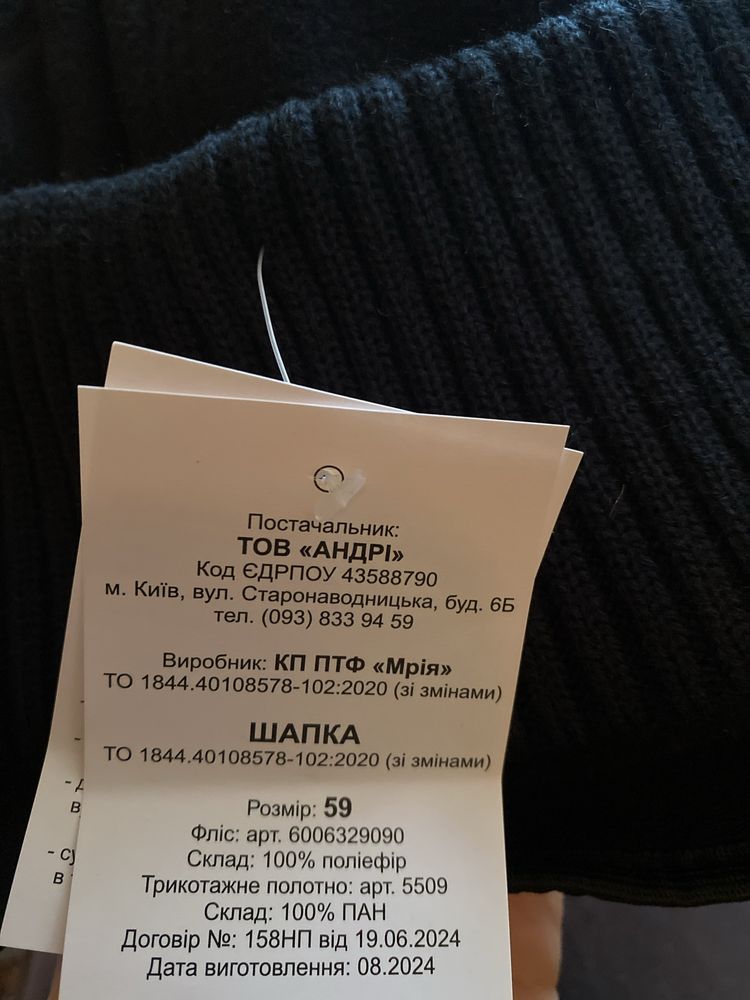 Постачальник:
ТОВ «АНДРІ»
Код ЄДРПОУ 43588790
м. Київ, вул. Старонаводницька, буд. 6Б
тел. (093) 833 94 59
Виробник: КП ПТФ «Мрія»
ТО 1844.40108578-102:2020 (зі змінами)
ШАПКА
ТО 1844.40108578-102:2020 (зі змінами)
Розмір: 59
Фліс: арт. 6006329090
Склад: 100% поліефір
Трикотажне полотно: арт. 5509
Склад: 100% ПАН
Договір №: 158НП від 19.06.2024
Дата виготовлення: 08.2024